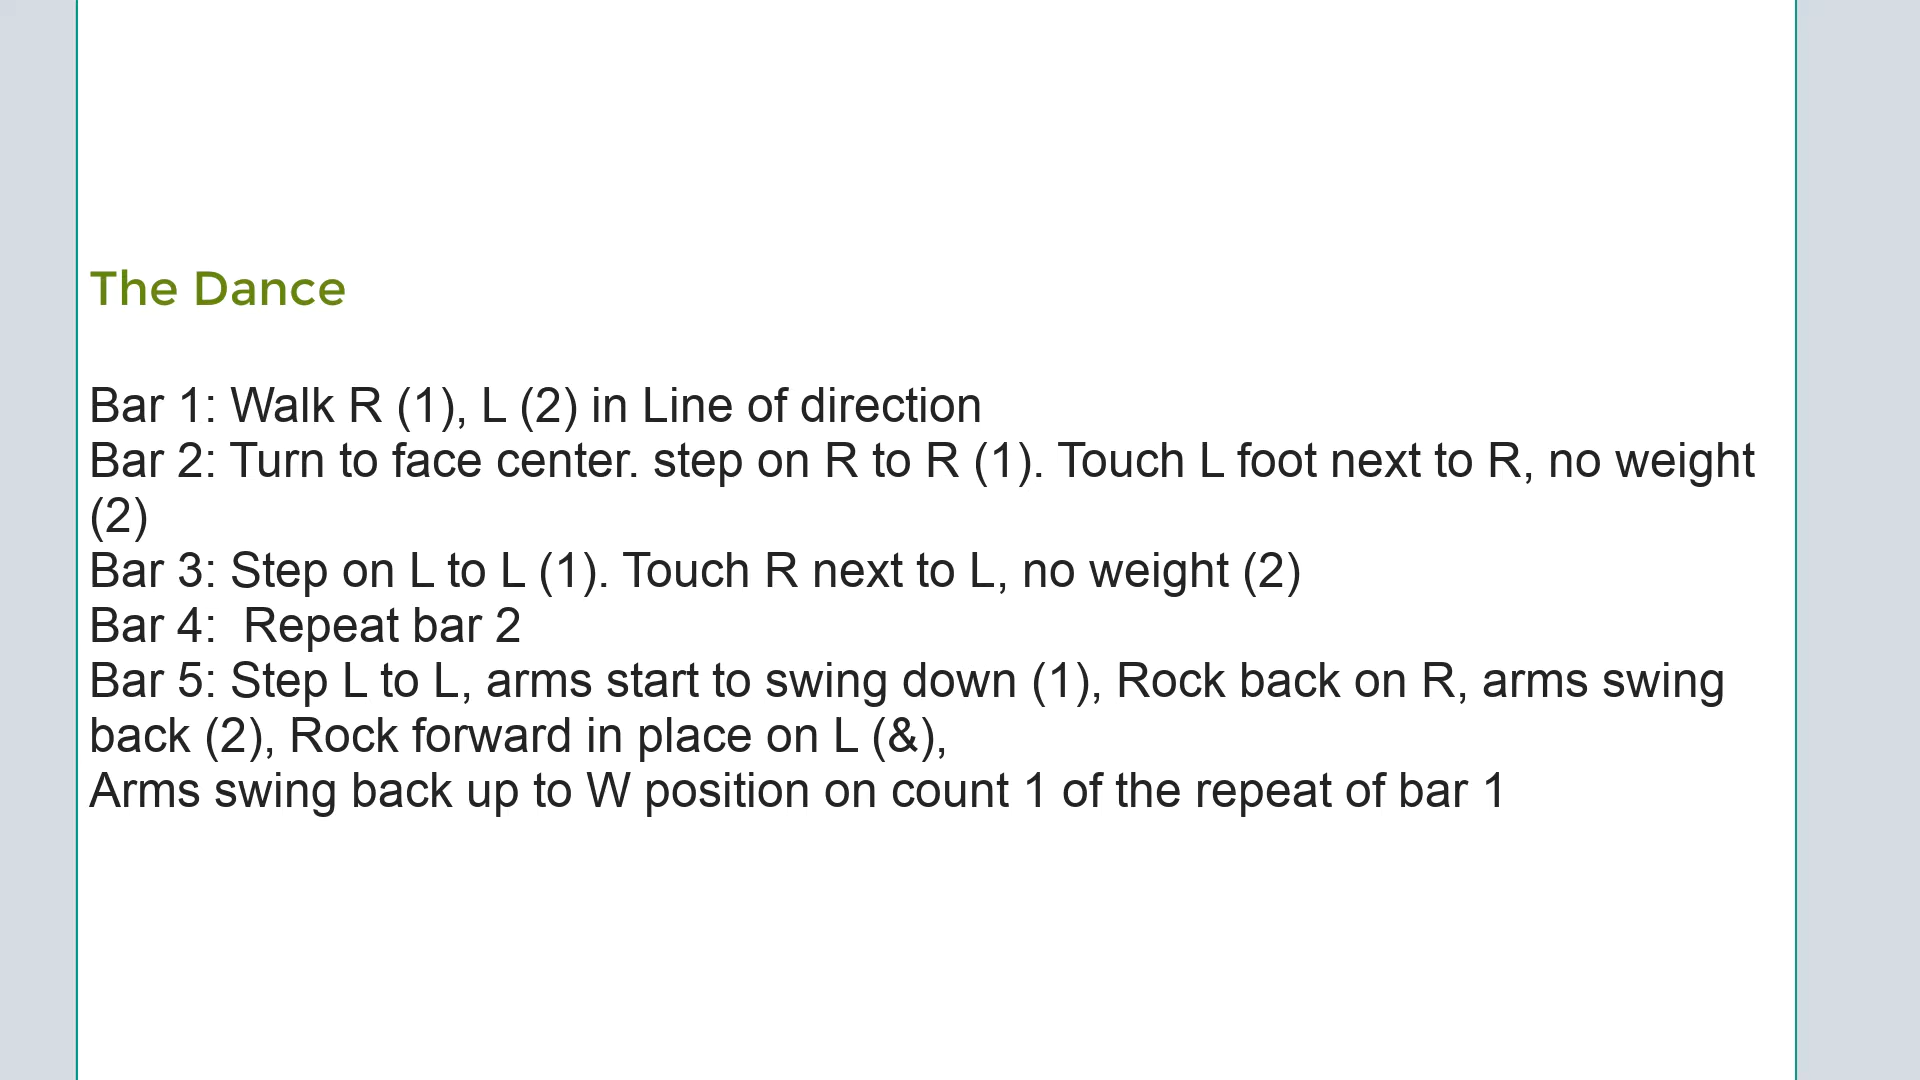 The Dance
Bar 1: Walk R (1), L (2) in Line of direction
Bar 2: Turn to face center. step on R to R (1). Touch L foot next to R, no weight
(2)
Bar 3: Step on L to L (1). Touch R next to L, no weight (2)
Bar 4:  Repeat bar 2
Bar 5: Step L to L, arms start to swing down (1), Rock back on R, arms swing
back (2), Rock forward in place on L (&),
Arms swing back up to W position on count 1 of the repeat of bar 1